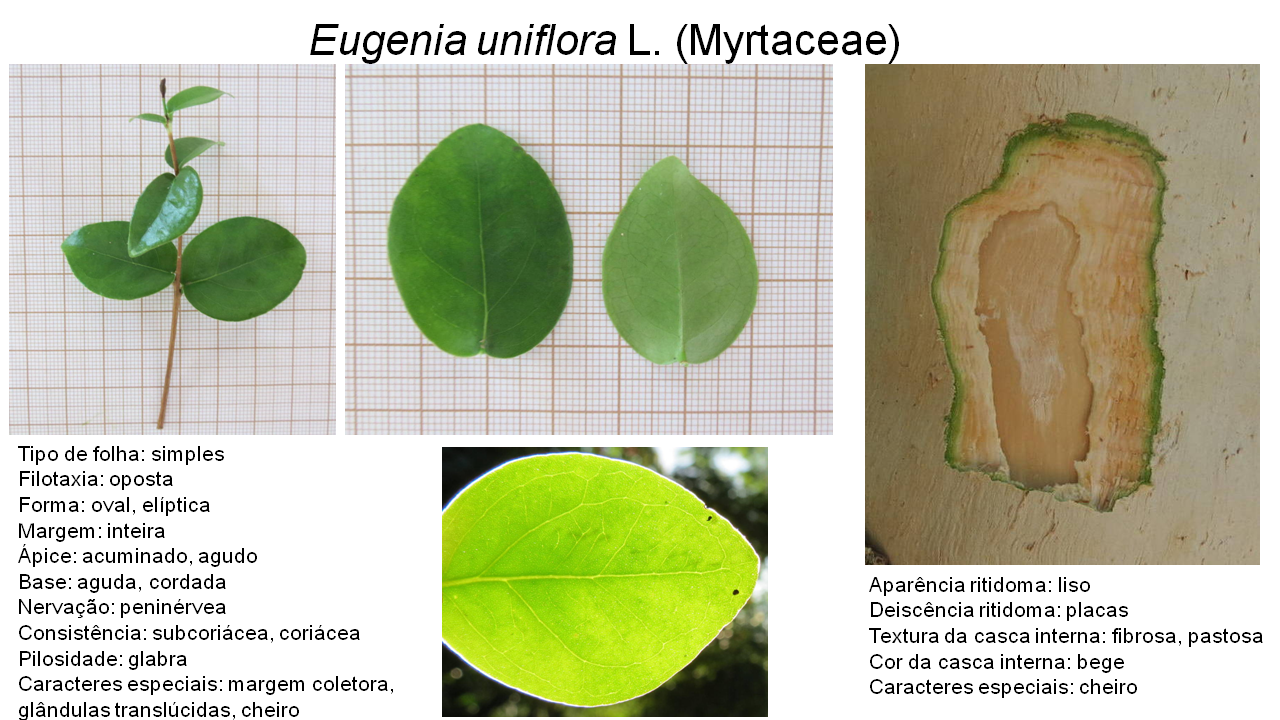 Eugenia uniflora L. (Myrtaceae)
Tipo de folha: simples
Filotaxia: oposta
Forma: oval, elíptica
Margem: inteira
Ápice: acuminado, agudo
Base: aguda, cordada
Nervação: peninérvea
Consistência: subcoriácea, coriácea
Pilosidade: glabra
Caracteres especiais: margem coletora,
glândulas translúcidas, cheiro
Aparência ritidoma: liso
Deiscência ritidoma: placas
Textura da casca interna: fibrosa, pastosa
Cor da casca interna: bege
Caracteres especiais: cheiro